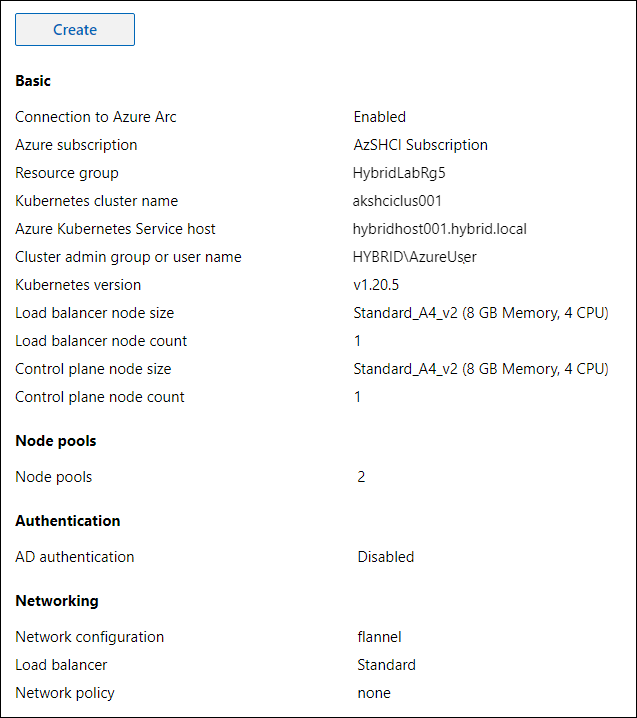 Create
Basic
Connection to Azure Arc Enabled
Azure subscription AzSHCI Subscription
Resource group HybridLabRg5
Kubernetes cluster name akshciclus001
Azure Kubernetes Service host hybridhost001.hybrid.local
Cluster admin group or user name HYBRID\AzureUser
Kubernetes version v1.20.5
Load balancer node size Standard_A4_v2 (8 GB Memory, 4 CPU)
Load balancer node count 1
Control plane node size Standard_A4_v2 (8 GB Memory, 4 CPU)
Control plane node count 1
Node pools
Node pools 2
Authentication
AD authentication Disabled
Networking
Network configuration flannel
Load balancer Standard
Network policy none